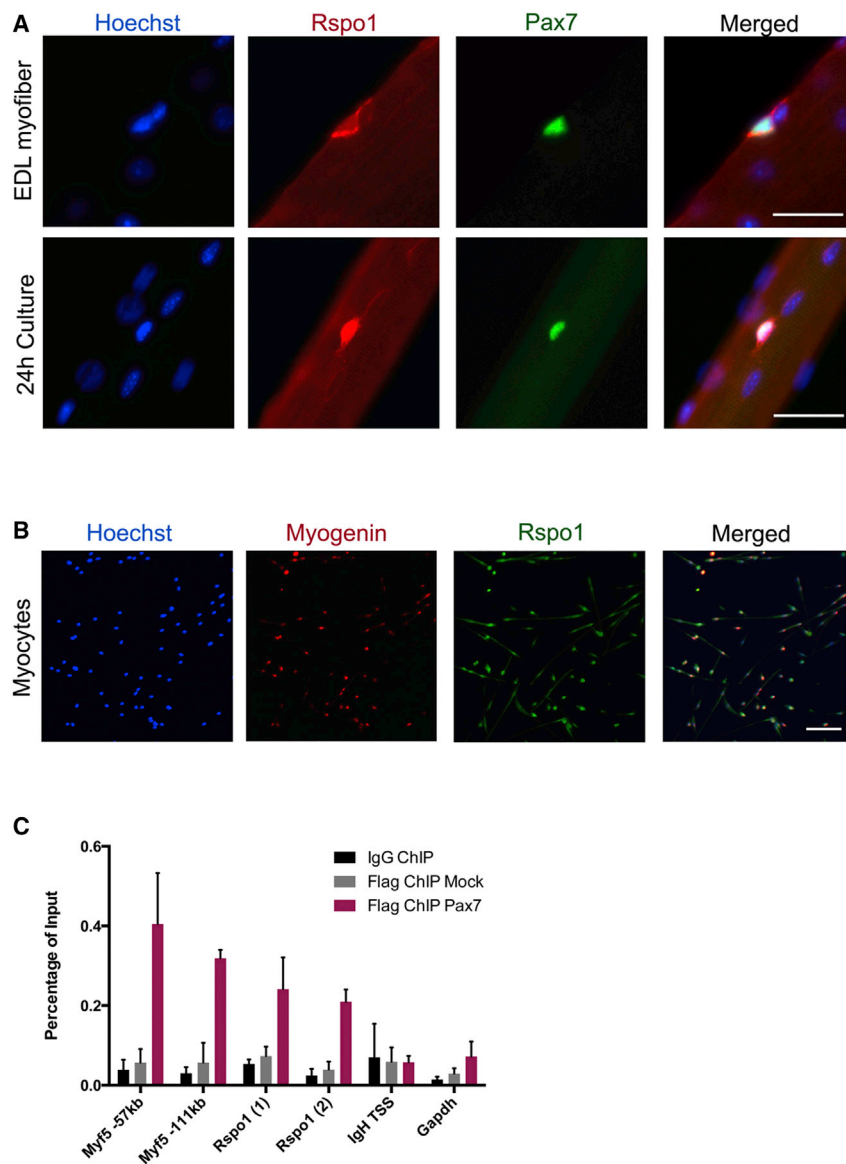 A
Hoechst Rspo1 Pax7 Merged
EDL myofiber
24h Culture
B
Hoechst Myogenin Rspo1 Merged
Myocytes
C
0.6
0.4
0.2
0.0
Percentage of Input
IgG ChIP
Flag ChIP Mock
Flag ChIP Pax7
Myf5 -57kb
Myf5 -111kb
Rspo1 (1)
Rspo1 (2)
IgH TSS
Gapdh